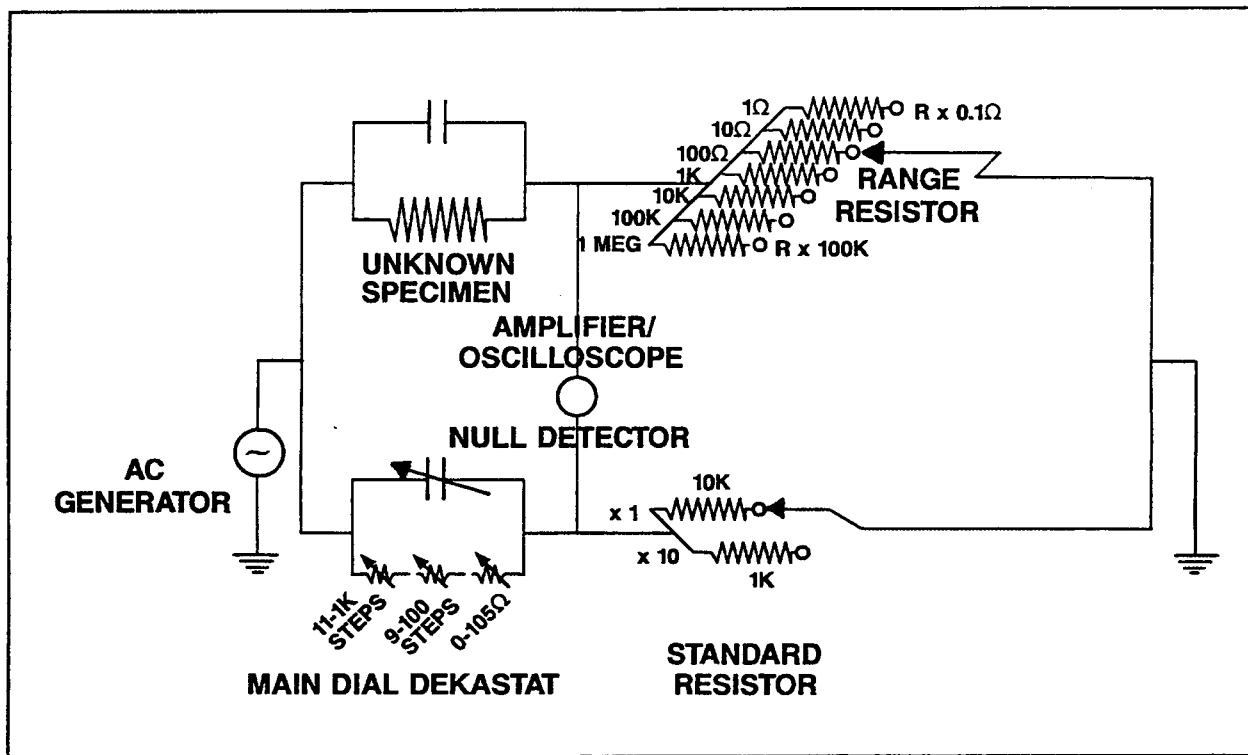 1Ω
R x 0.1Ω
10Ω
100Ω
1K
RANGE
RESISTOR
10K
100K
1 MEG
R x 100K
UNKNOWN
SPECIMEN
AMPLIFIER/
OSCILLOSCOPE
NULL DETECTOR
AC
GENERATOR
~
10K
x 1
x 10
1K
11-1K
STEPS
9-100
STEPS
0-105Ω
MAIN DIAL DEKASTAT
STANDARD
RESISTOR